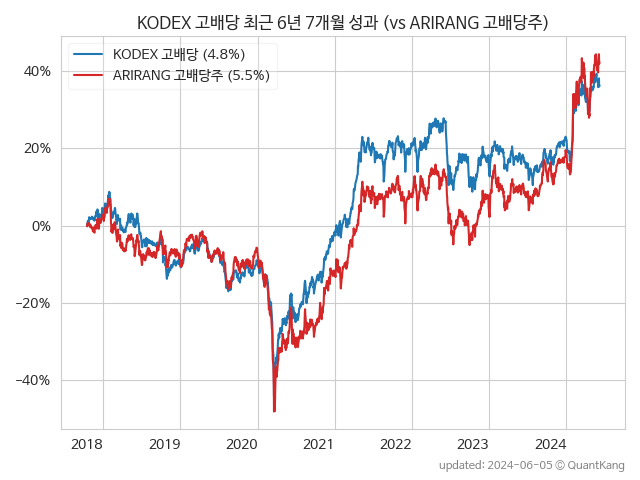 KODEX 고배당 최근 6년 7개월 성과 (vs ARIRANG 고배당주)
KODEX 고배당 (4.8%)
ARIRANG 고배당주 (5.5%)
40%
20%
0%
−20%
−40%
2018 2019 2020 2021 2022 2023 2024
updated: 2024-06-05 © QuantKang